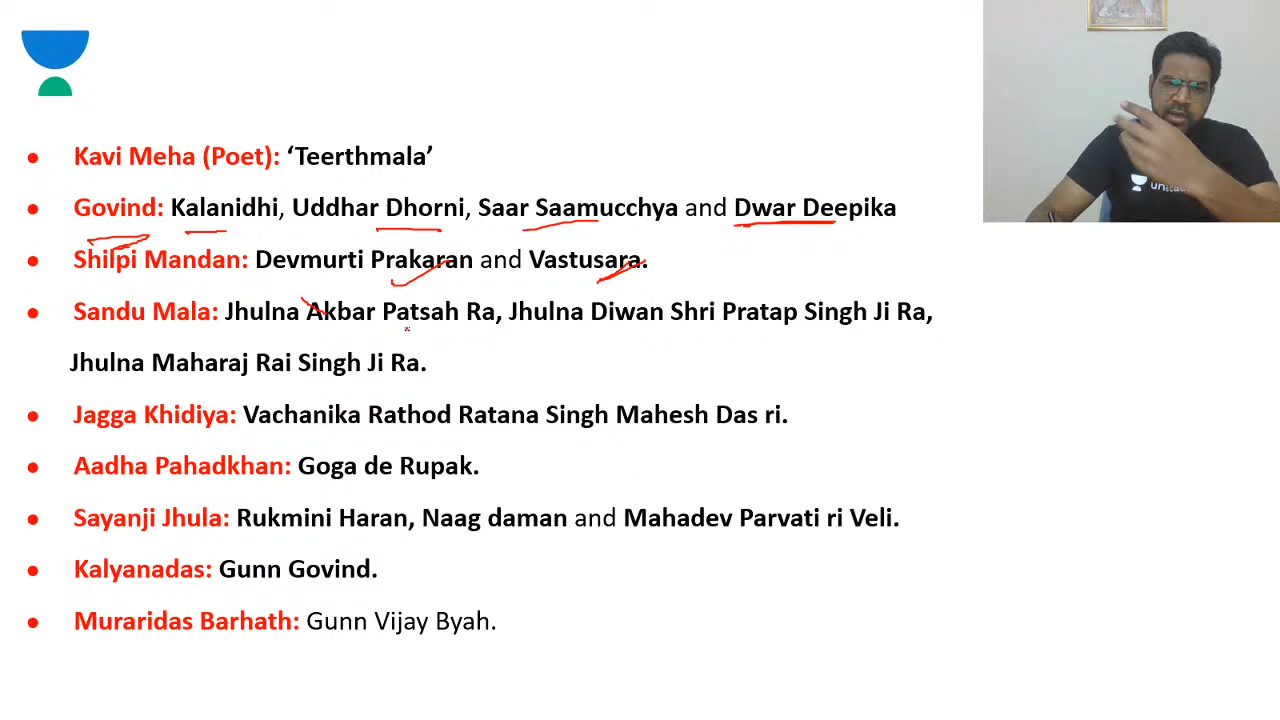 ● Kavi Meha (Poet): ‘Teerthmala’
● Govind: Kalanidhi, Uddhar Dhorni, Saar Saamucchya and Dwar Deepika
● Shilpi Mandan: Devmurti Prakaran and Vastusara.
● Sandu Mala: Jhulna Akbar Patsah Ra, Jhulna Diwan Shri Pratap Singh Ji Ra,
Jhulna Maharaj Rai Singh Ji Ra.
● Jagga Khidiya: Vachanika Rathod Ratana Singh Mahesh Das ri.
● Aadha Pahadkhan: Goga de Rupak.
● Sayanji Jhula: Rukmini Haran, Naag daman and Mahadev Parvati ri Veli.
● Kalyanadas: Gunn Govind.
● Muraridas Barhath: Gunn Vijay Byah.